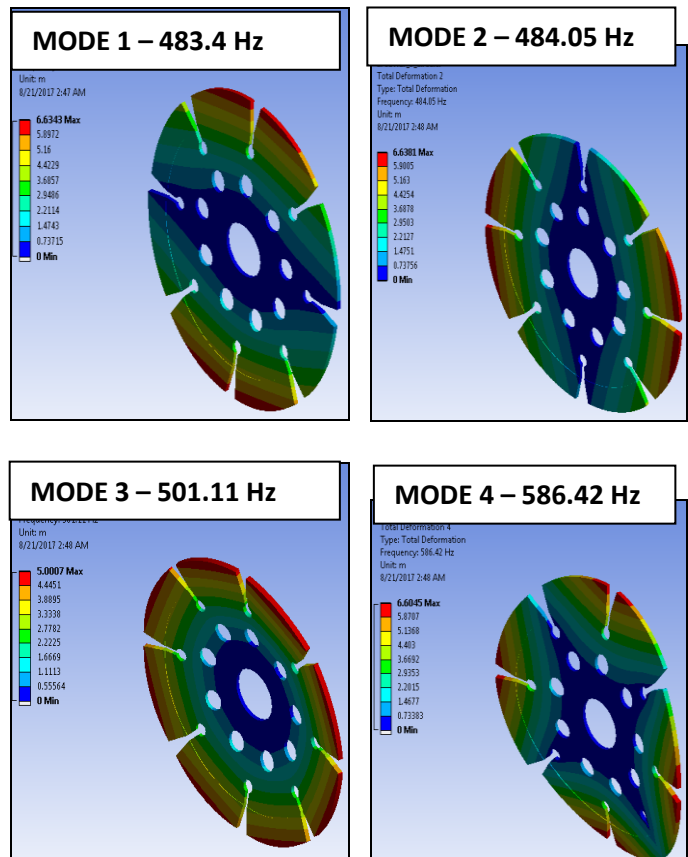 MODE 1 – 483.4 Hz
Unit: m
8/21/2017 2:47 AM
6.6343 Max
5.8972
5.16
4.4229
3.6857
2.9486
2.2114
1.4743
0.73715
0 Min
MODE 2 – 484.05 Hz
Total Deformation 2
Type: Total Deformation
Frequency: 484.05 Hz
Unit: m
8/21/2017 2:48 AM
6.6381 Max
5.9005
5.163
4.4254
3.6878
2.9503
2.2127
1.4751
0.73756
0 Min
MODE 3 – 501.11 Hz
Frequency: 501.11 Hz
Unit: m
8/21/2017 2:48 AM
5.0007 Max
4.4451
3.8895
3.3338
2.7782
2.2225
1.6669
1.1113
0.55564
0 Min
MODE 4 – 586.42 Hz
Total Deformation 4
Type: Total Deformation
Frequency: 586.42 Hz
Unit: m
8/21/2017 2:48 AM
6.6045 Max
5.8707
5.1368
4.403
3.6692
2.9353
2.2015
1.4677
0.73383
0 Min